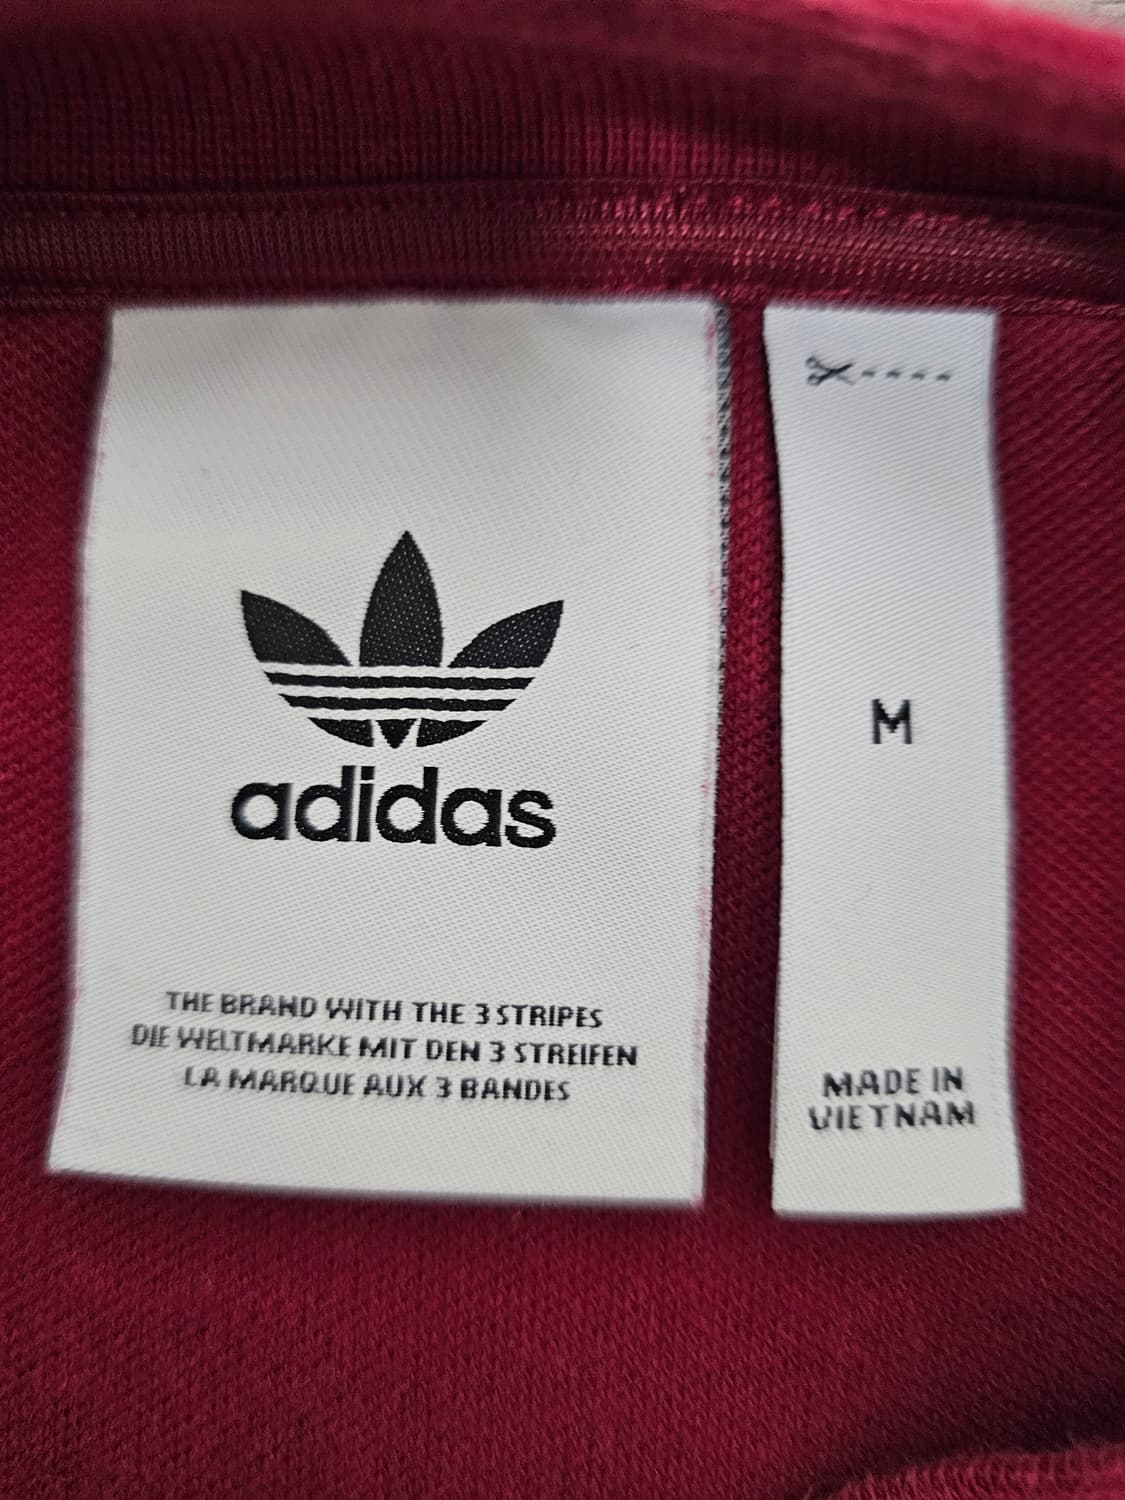 adidas
THE BRAND WITH THE 3 STRIPES
DIE WELTMARKE MIT DEN 3 STREIFEN
LA MARQUE AUX 3 BANDES
M
MADE IN
VIETNAM